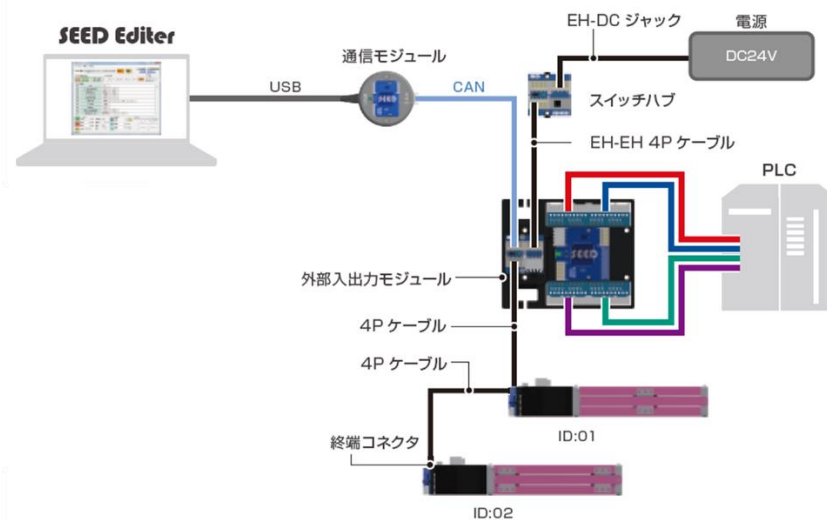 SEED Editer
通信モジュール
EH-DC ジャック
電源
DC24V
USB
CAN
スイッチハブ
EH-EH 4P ケーブル
PLC
SEED
SEED
外部入出力モジュール
4P ケーブル
4P ケーブル
ID:01
終端コネクタ
ID:02